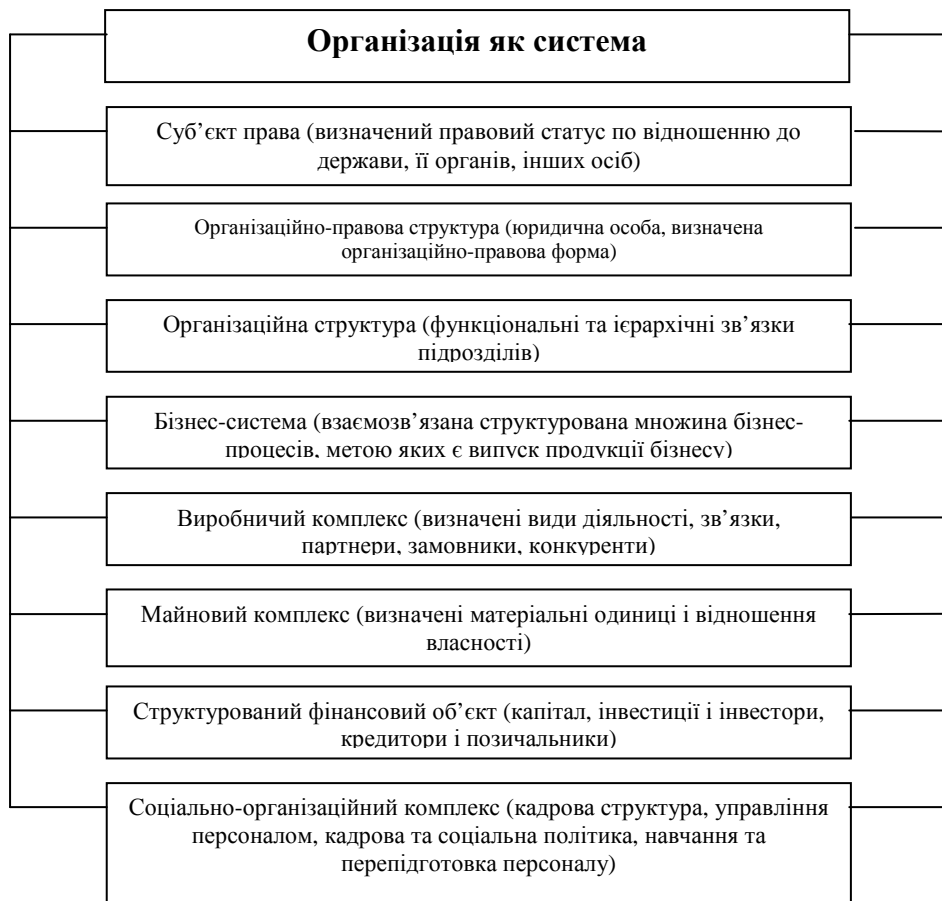 Організація як система
Суб’єкт права (визначений правовий статус по відношенню до
держави, її органів, інших осіб)
Організаційно-правова структура (юридична особа, визначена
організаційно-правова форма)
Організаційна структура (функціональні та ієрархічні зв’язки
підрозділів)
Бізнес-система (взаємозв’язана структурована множина бізнес-
процесів, метою яких є випуск продукції бізнесу)
Виробничий комплекс (визначені види діяльності, зв’язки,
партнери, замовники, конкуренти)
Майновий комплекс (визначені матеріальні одиниці і відношення
власності)
Структурований фінансовий об’єкт (капітал, інвестиції і інвестори,
кредитори і позичальники)
Соціально-організаційний комплекс (кадрова структура, управління
персоналом, кадрова та соціальна політика, навчання та
перепідготовка персоналу)